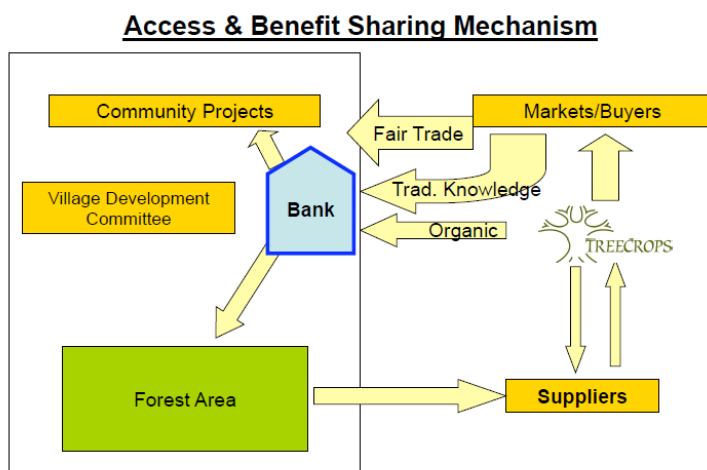 Access & Benefit Sharing Mechanism
Community Projects
Markets/Buyers
Fair Trade
Village Development
Committee
Bank
Trad. Knowledge
Organic
TREECROPS
Forest Area
Suppliers